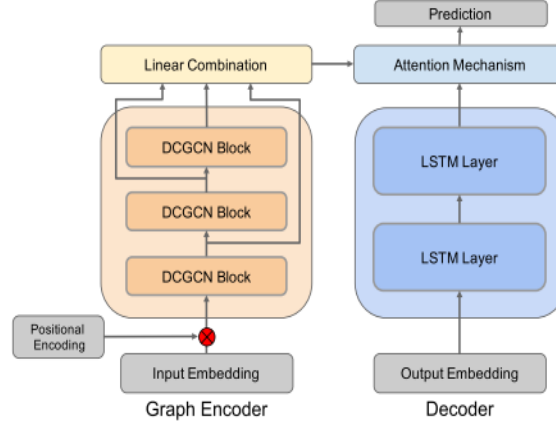 Prediction
Linear Combination
Attention Mechanism
DCGCN Block
LSTM Layer
DCGCN Block
LSTM Layer
DCGCN Block
Positional
Encoding
Input Embedding
Output Embedding
Graph Encoder
Decoder